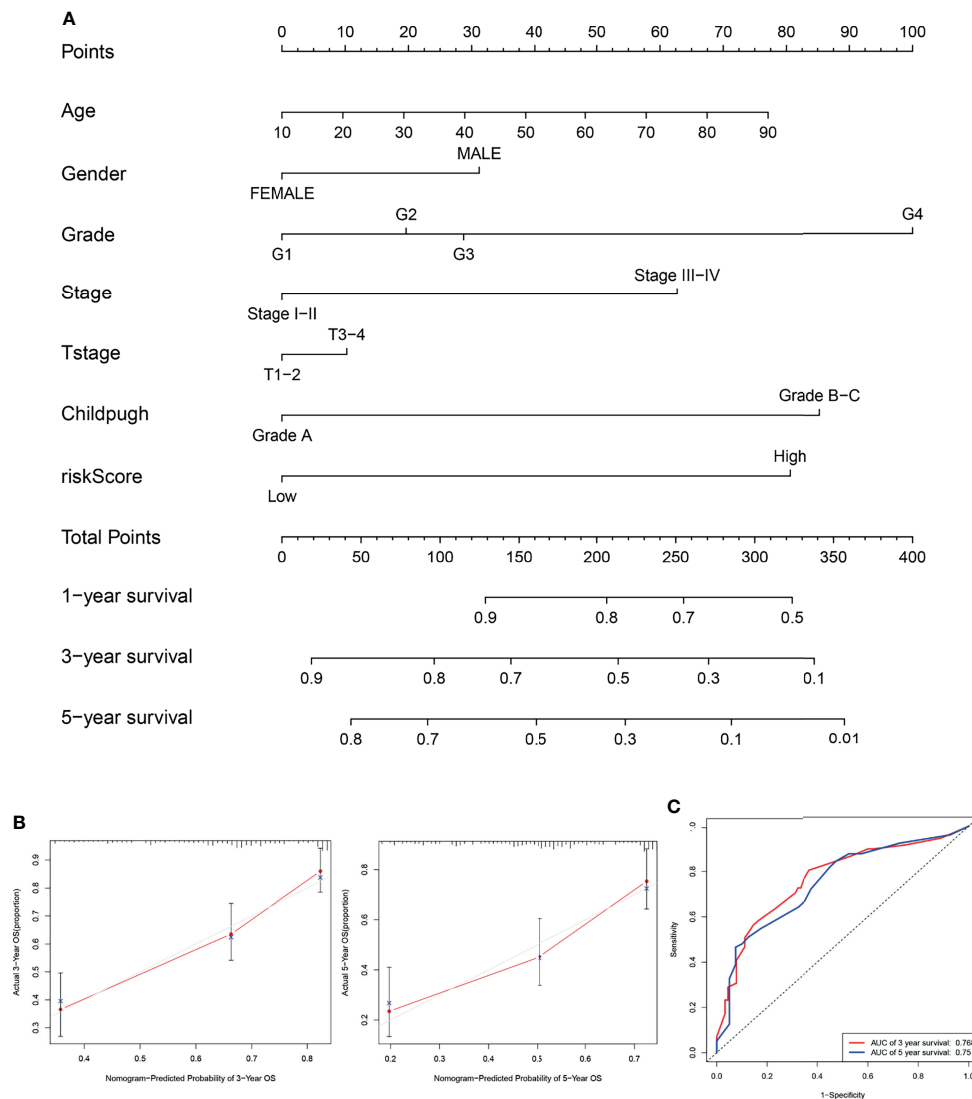 A
Points
0 10 20 30 40 50 60 70 80 90 100
Age
10 20 30 40 50 60 70 80 90
Gender
MALE
FEMALE
Grade
G2 G4
G1 G3
Stage
Stage III−IV
Stage I−II
Tstage
T3−4
T1−2
Childpugh
Grade B−C
Grade A
riskScore
High
Low
Total Points
0 50 100 150 200 250 300 350 400
1−year survival
0.9 0.8 0.7 0.5
3−year survival
0.9 0.8 0.7 0.5 0.3 0.1
5−year survival
0.8 0.7 0.5 0.3 0.1 0.01
B
Actual 3−Year OS(proportion)
0.9
0.8
0.7
0.6
0.5
0.4
0.3
0.4 0.5 0.6 0.7 0.8
Nomogram−Predicted Probability of 3−Year OS
Actual 5−Year OS(proportion)
0.8
0.6
0.4
0.2
0.2 0.3 0.4 0.5 0.6 0.7
Nomogram−Predicted Probability of 5−Year OS
C
Sensitivity
1.0
0.8
0.6
0.4
0.2
0.0
AUC of 3 year survival: 0.768
AUC of 5 year survival: 0.75
0.0 0.2 0.4 0.6 0.8 1.0
1−Specificity